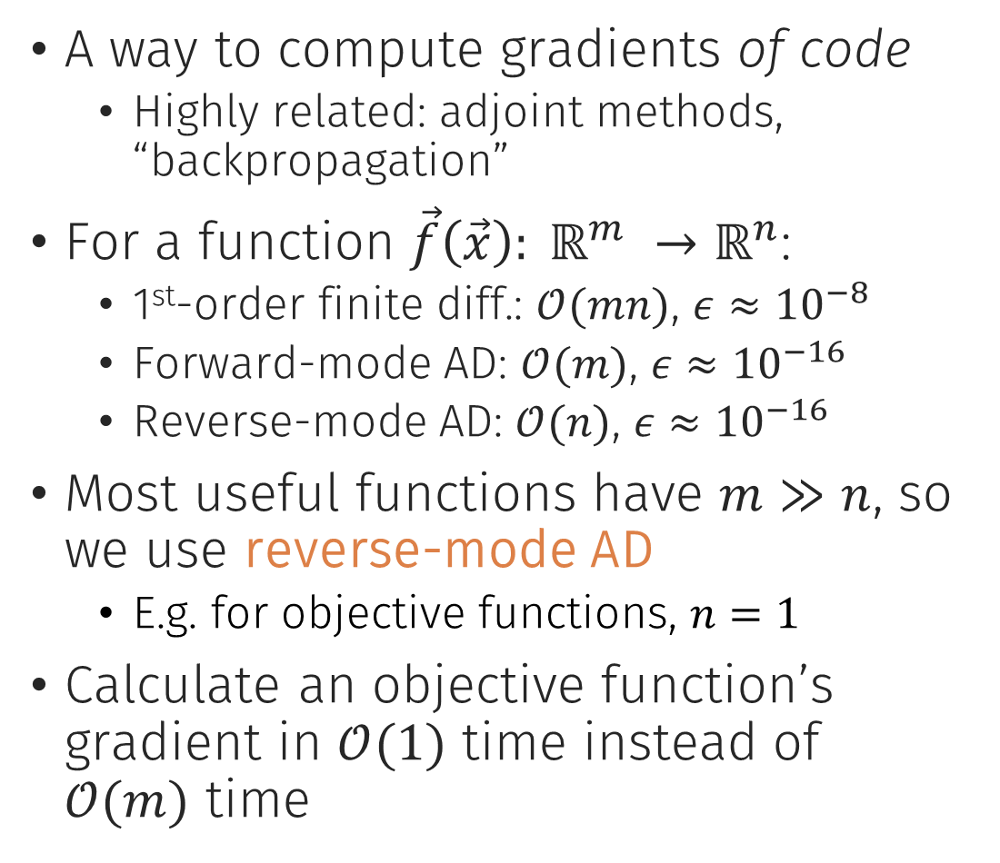 • A way to compute gradients of code
• Highly related: adjoint methods,
“backpropagation”
• For a function $\vec{f}(\vec{x}): \mathbb{R}^m \rightarrow \mathbb{R}^n$:
• 1st-order finite diff.: $\mathcal{O}(mn), \epsilon \approx 10^{-8}$
• Forward-mode AD: $\mathcal{O}(m), \epsilon \approx 10^{-16}$
• Reverse-mode AD: $\mathcal{O}(n), \epsilon \approx 10^{-16}$
• Most useful functions have $m \gg n$, so
we use reverse-mode AD
• E.g. for objective functions, $n = 1$
• Calculate an objective function’s
gradient in $\mathcal{O}(1)$ time instead of
$\mathcal{O}(m)$ time